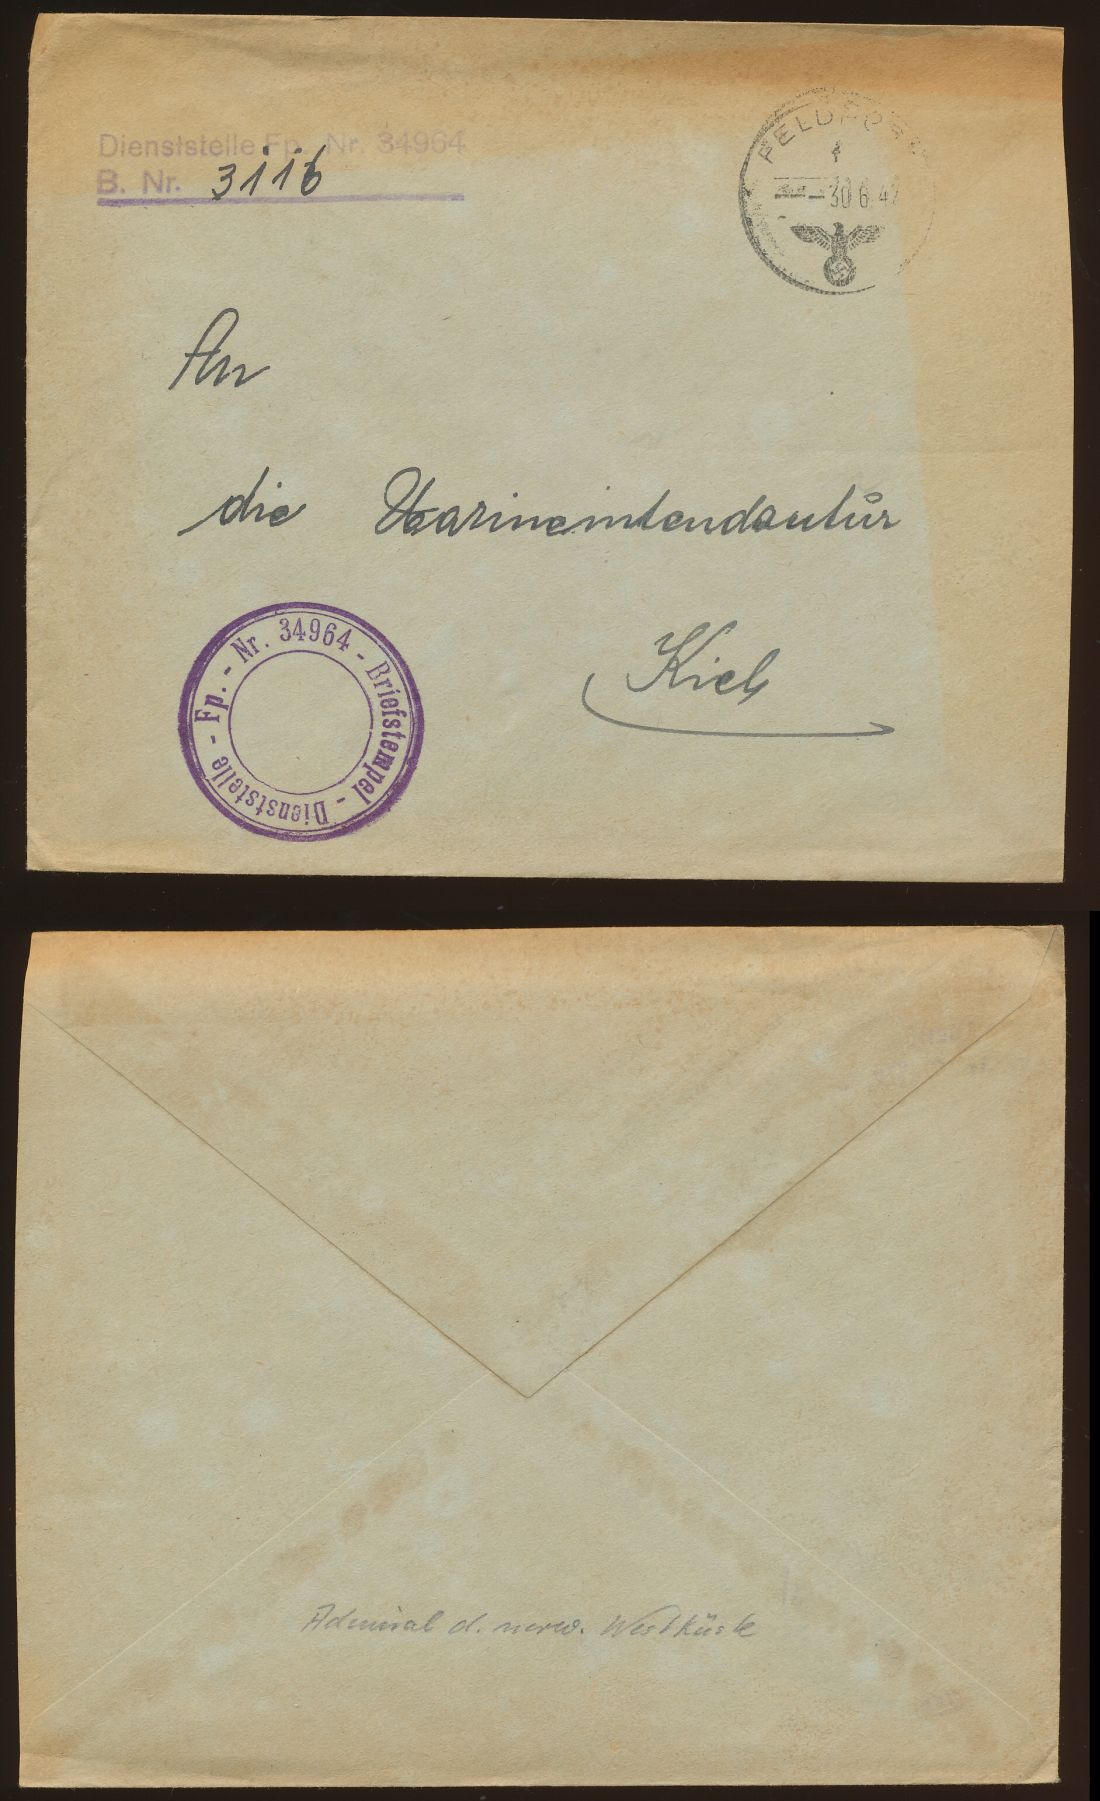 Dienststelle Fp. Nr. 34964
B. Nr. 3116
FELDPOST
30 6 42
An
die Marineintendantur
Kiel
Dienststelle - Fp. - Nr. 34964 - Briefstempel -
Admiral d. norw. Westküste